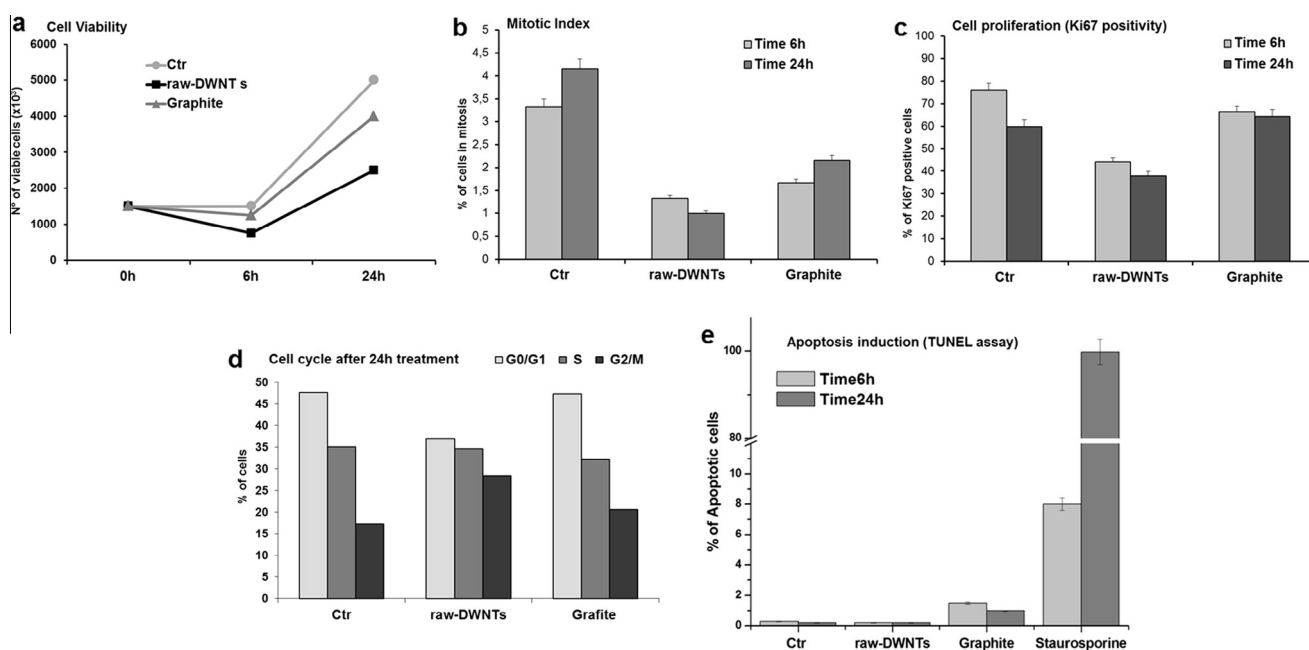 a
Cell Viability
N° of viable cells (x10³)
6000
5000
4000
3000
2000
1000
0
Ctr
raw-DWNT s
Graphite
0h
6h
24h
b
Mitotic Index
% of cells in mitosis
5
4,5
4
3,5
3
2,5
2
1,5
1
0,5
0
Time 6h
Time 24h
Ctr
raw-DWNTs
Graphite
c
Cell proliferation (Ki67 positivity)
% of Ki67 positive cells
100
90
80
70
60
50
40
30
20
10
0
Time 6h
Time 24h
Ctr
raw-DWNTs
Graphite
d
Cell cycle after 24h treatment
G0/G1
S
G2/M
% of cells
50
45
40
35
30
25
20
15
10
5
0
Ctr
raw-DWNTs
Grafite
e
Apoptosis induction (TUNEL assay)
% of Apoptotic cells
100
80
10
8
6
4
2
0
Time6h
Time24h
Ctr
raw-DWNTs
Graphite
Staurosporine